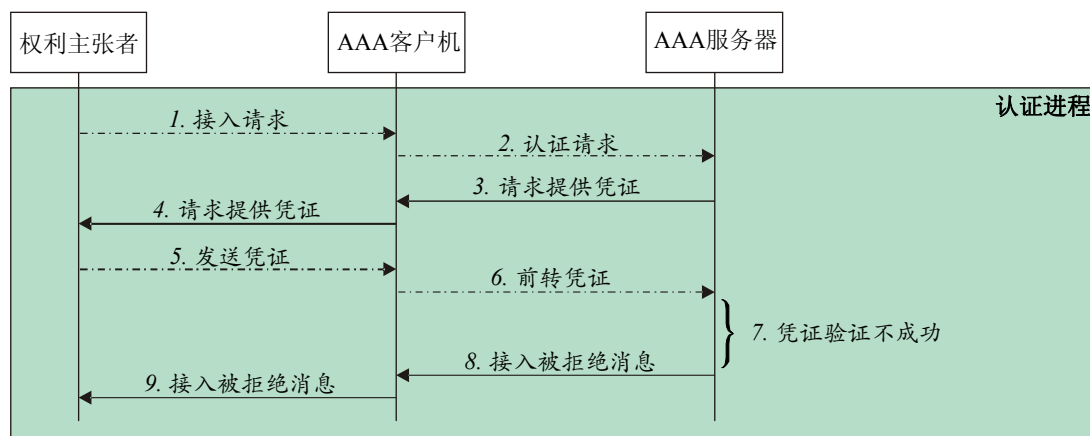 权利主张者
AAA客户机
AAA服务器
认证进程
1. 接入请求
2. 认证请求
3. 请求提供凭证
4. 请求提供凭证
5. 发送凭证
6. 前转凭证
7. 凭证验证不成功
8. 接入被拒绝消息
9. 接入被拒绝消息